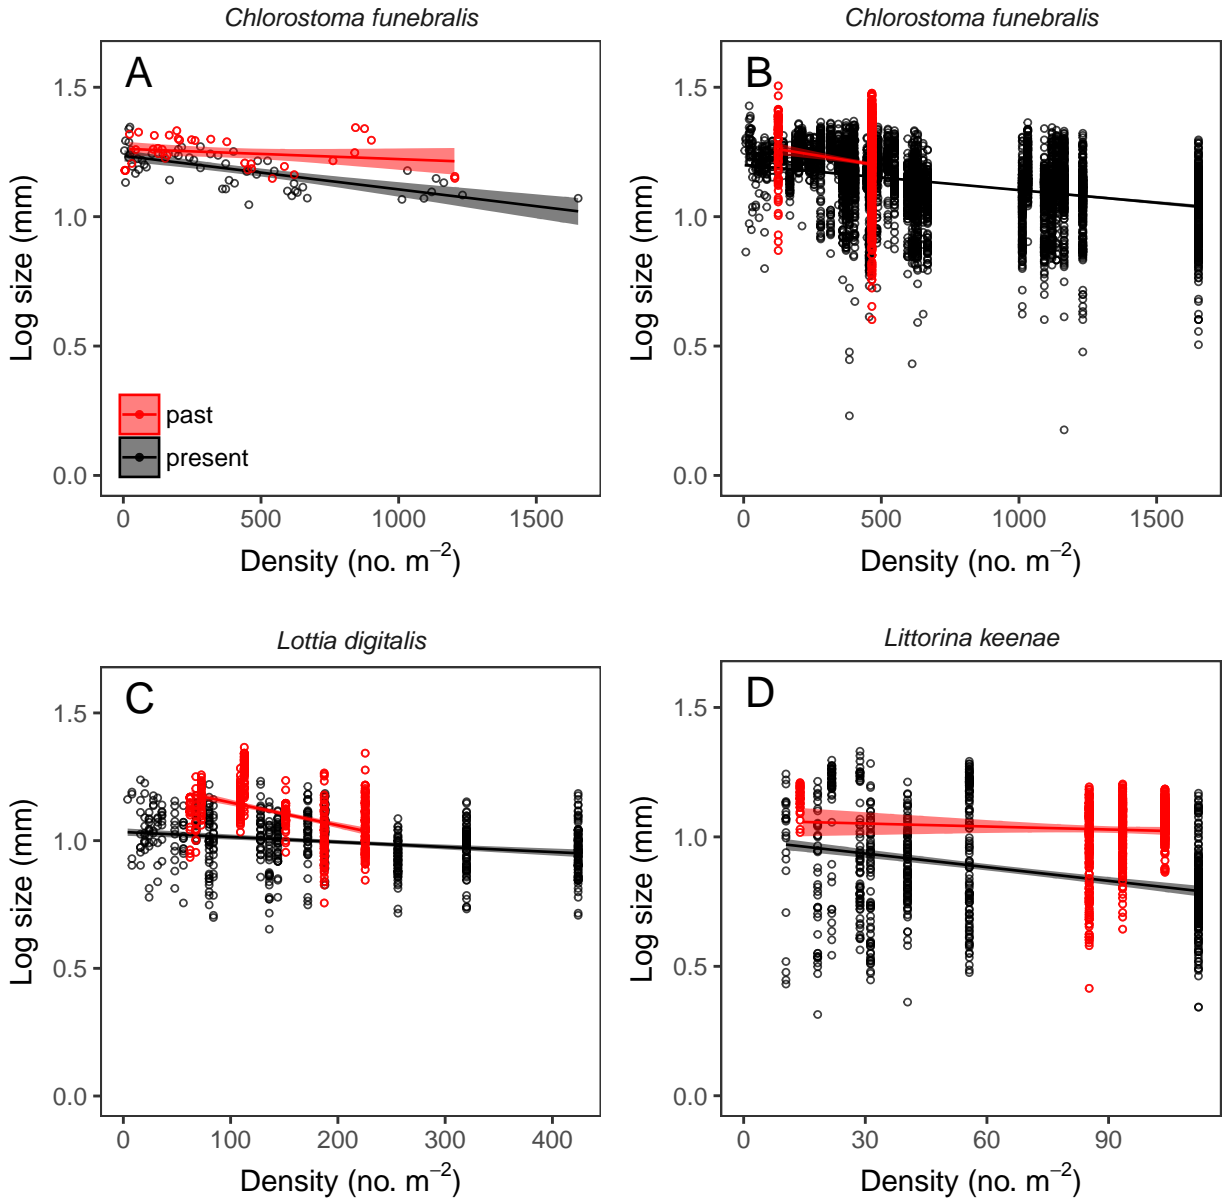 Chlorostoma funebralis
Chlorostoma funebralis
A
1.5
1.0
0.5
0.0
Log size (mm)
past
present
0 500 1000 1500
Density (no. m⁻²)
B
1.5
1.0
0.5
0.0
Log size (mm)
0 500 1000 1500
Density (no. m⁻²)
Lottia digitalis
C
1.5
1.0
0.5
0.0
Log size (mm)
0 100 200 300 400
Density (no. m⁻²)
Littorina keenae
D
1.5
1.0
0.5
0.0
Log size (mm)
0 30 60 90
Density (no. m⁻²)